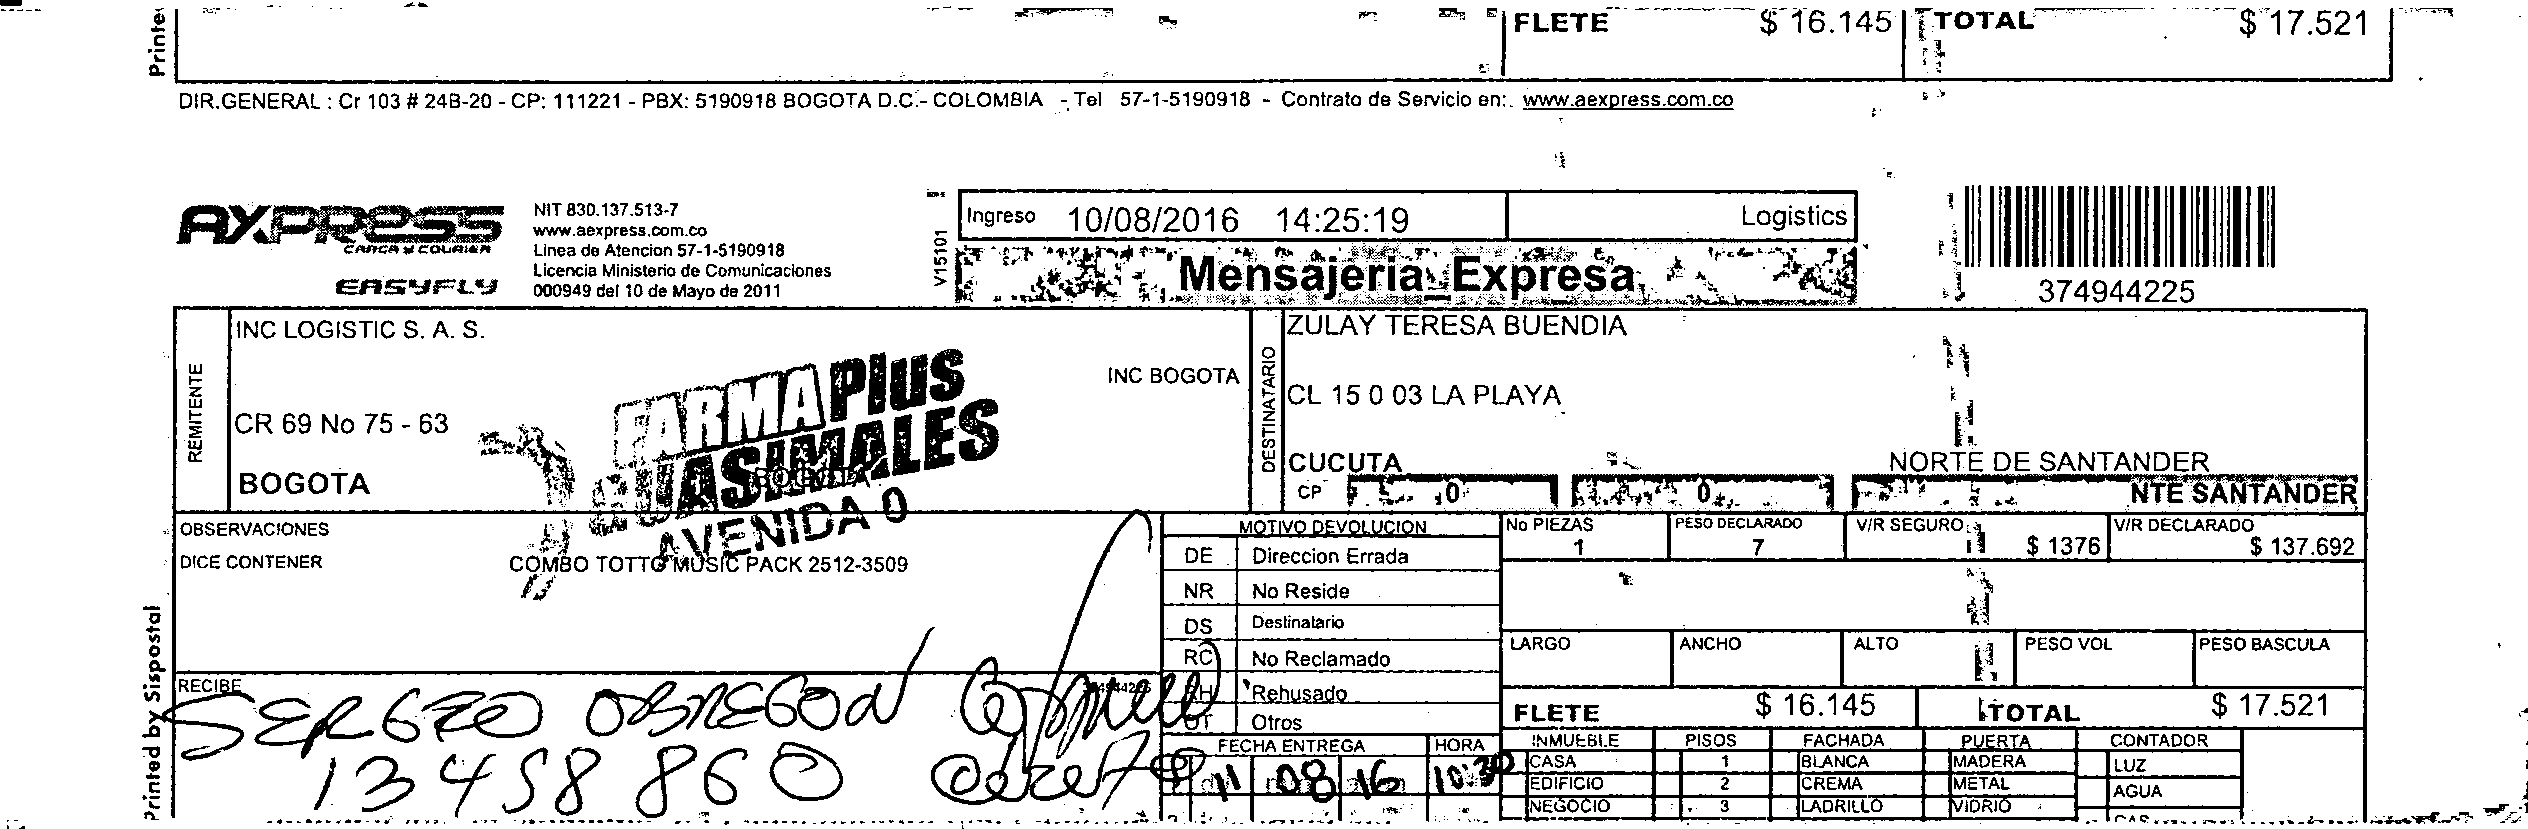 FLETE $ 16.145 TOTAL $ 17.521
DIR.GENERAL : Cr 103 # 24B-20 - CP: 111221 - PBX: 5190918 BOGOTA D.C.- COLOMBIA - Tel 57-1-5190918 - Contrato de Servicio en: www.aexpress.com.co
AXPRESS
CARGA Y COURIER
EASYFLY
NIT 830.137.513-7
www.aexpress.com.co
Linea de Atencion 57-1-5190918
Licencia Ministerio de Comunicaciones
000949 del 10 de Mayo de 2011
V15101
Ingreso 10/08/2016 14:25:19 Logistics
Mensajeria Expresa
374944225
REMITENTE
INC LOGISTIC S. A. S.
INC BOGOTA
CR 69 No 75 - 63
BOGOTA
FARMA Plus
GUASIMALES
AVENIDA 0
DESTINATARIO
ZULAY TERESA BUENDIA
CL 15 0 03 LA PLAYA
CUCUTA NORTE DE SANTANDER
CP 0 0 NTE SANTANDER
OBSERVACIONES
DICE CONTENER COMBO TOTTO MUSIC PACK 2512-3509
MOTIVO DEVOLUCION
DE Direccion Errada
NR No Reside
DS Destinatario
RC No Reclamado
RH Rehusado
OT Otros
No PIEZAS 1
PESO DECLARADO 7
V/R SEGURO $ 1376
V/R DECLARADO $ 137.692
LARGO ANCHO ALTO PESO VOL PESO BASCULA
FLETE $ 16.145 TOTAL $ 17.521
RECIBE
SERGIO OBREGON
13458860
FECHA ENTREGA HORA
11 08 16 10:30
INMUEBLE PISOS FACHADA PUERTA CONTADOR
CASA 1 BLANCA MADERA LUZ
EDIFICIO 2 CREMA METAL AGUA
NEGOCIO 3 LADRILLO VIDRIO
Printed by Sispostal